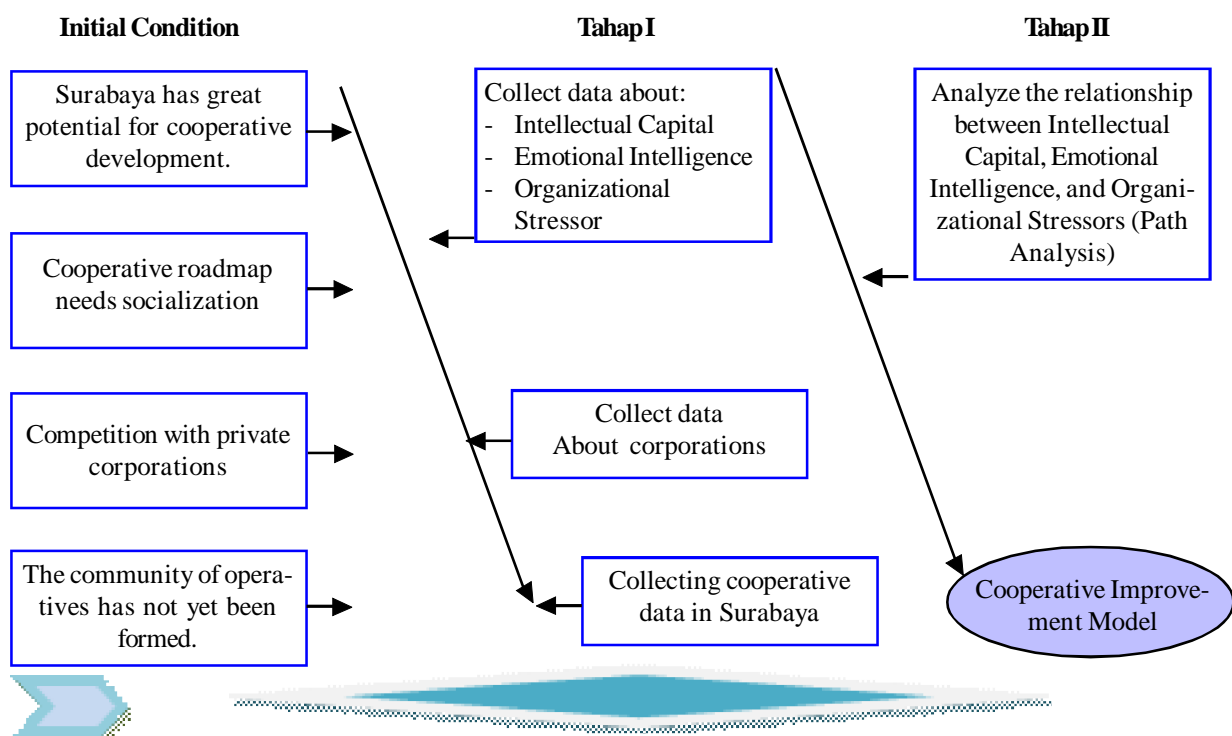 Initial Condition
Surabaya has great
potential for cooperative
development.
Cooperative roadmap
needs socialization
Competition with private
corporations
The community of opera-
tives has not yet been
formed.
Tahap I
Collect data about:
- Intellectual Capital
- Emotional Intelligence
- Organizational
Stressor
Collect data
About corporations
Collecting cooperative
data in Surabaya
Tahap II
Analyze the relationship
between Intellectual
Capital, Emotional
Intelligence, and Organi-
zational Stressors (Path
Analysis)
Cooperative Improve-
ment Model